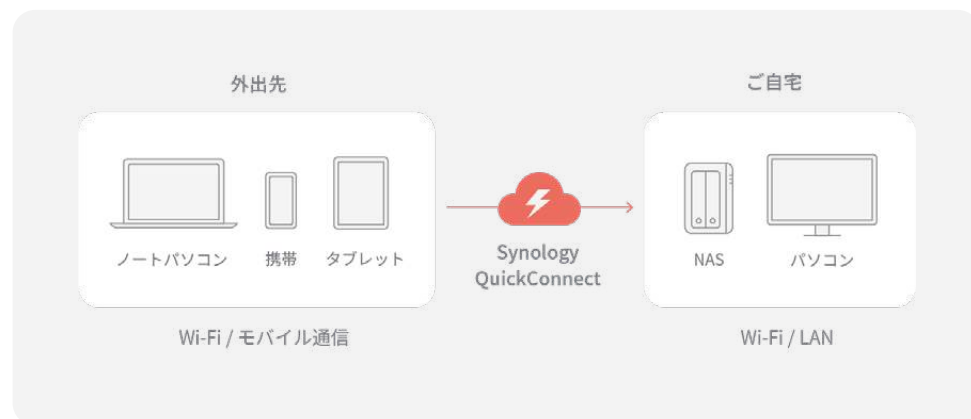 外出先
ご自宅
ノートパソコン 携帯 タブレット
Synology
QuickConnect
NAS パソコン
Wi-Fi / モバイル通信
Wi-Fi / LAN